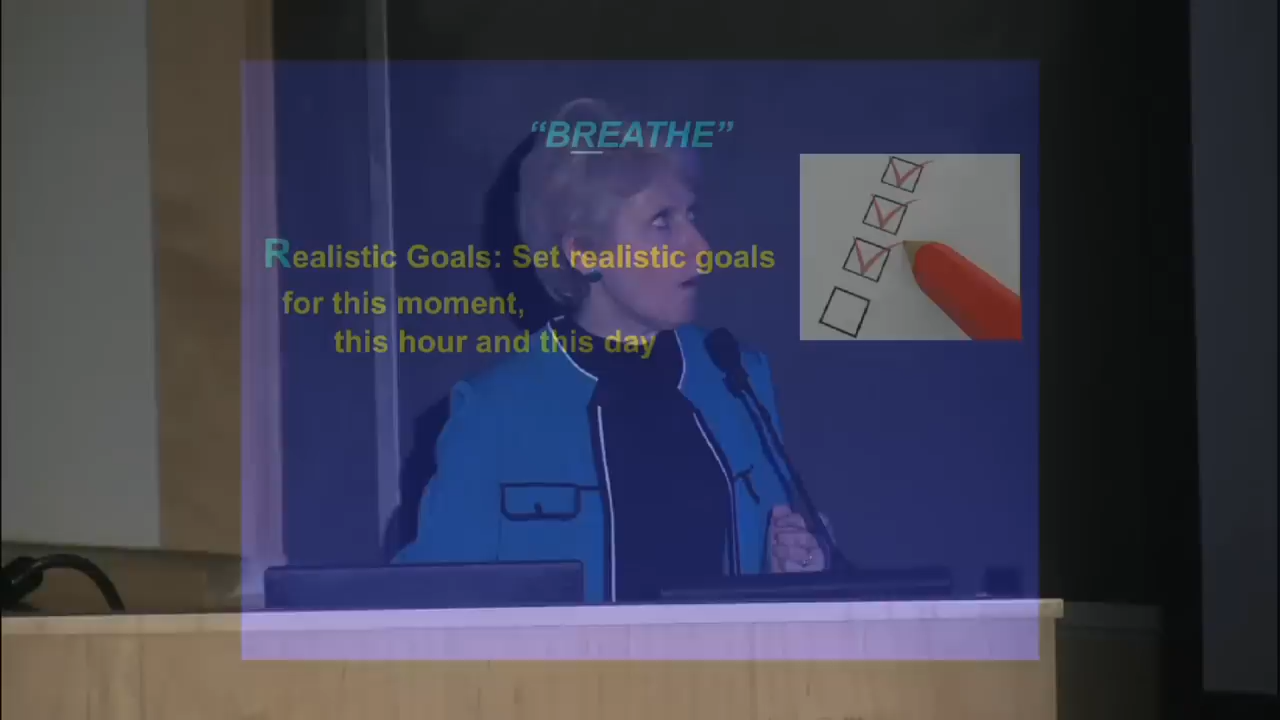 “BREATHE”
Realistic Goals: Set realistic goals
for this moment,
this hour and this day